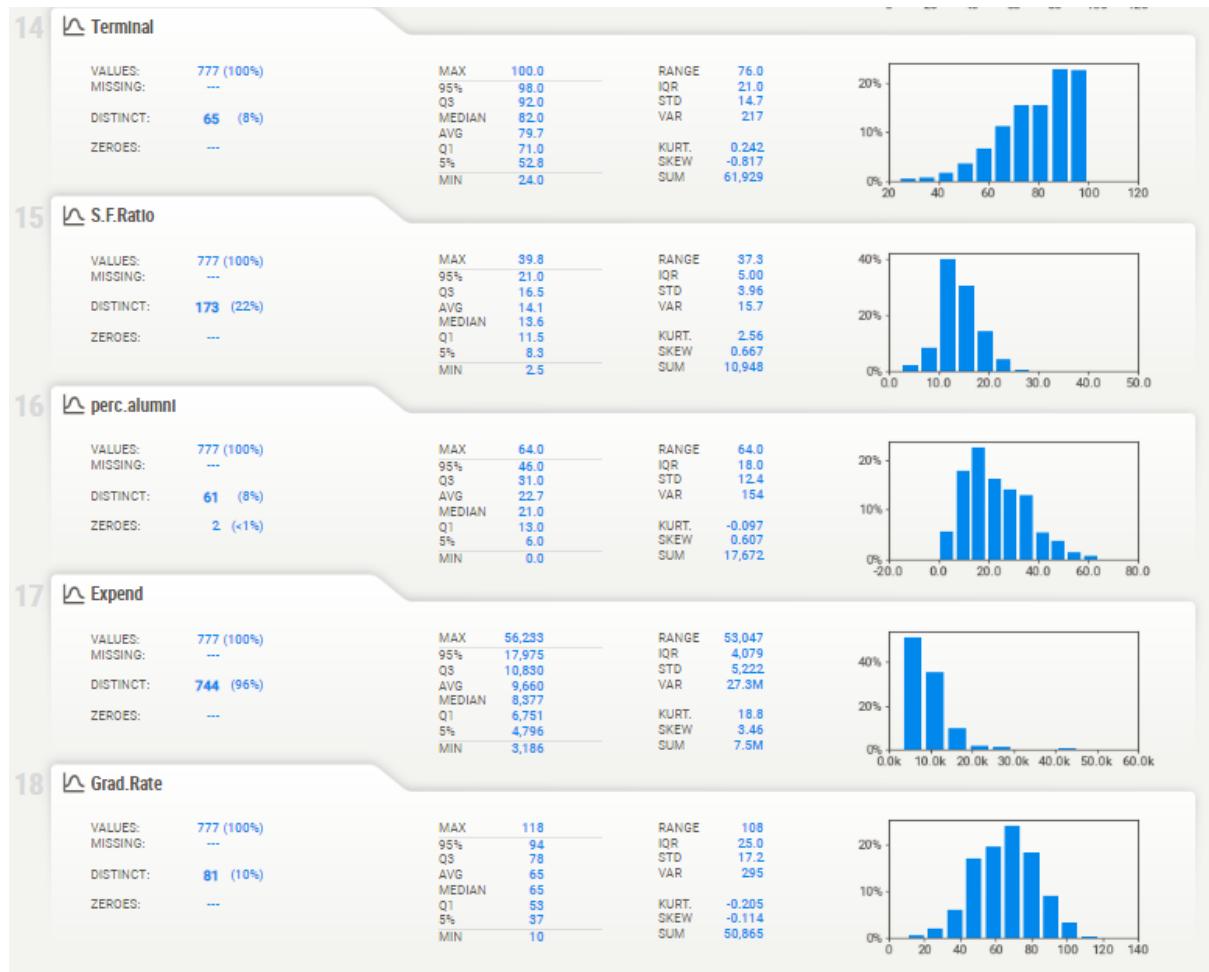 20 40 60 80 100 120
14 Terminal
VALUES: 777 (100%)
MISSING: ---
DISTINCT: 65 (8%)
ZEROES: ---
MAX 100.0
95% 98.0
Q3 92.0
MEDIAN 82.0
AVG 79.7
Q1 71.0
5% 52.8
MIN 24.0
RANGE 76.0
IQR 21.0
STD 14.7
VAR 217
KURT. 0.242
SKEW -0.817
SUM 61,929
20%
10%
0%
20 40 60 80 100 120
15 S.F.Ratio
VALUES: 777 (100%)
MISSING: ---
DISTINCT: 173 (22%)
ZEROES: ---
MAX 39.8
95% 21.0
Q3 16.5
AVG 14.1
MEDIAN 13.6
Q1 11.5
5% 8.3
MIN 2.5
RANGE 37.3
IQR 5.00
STD 3.96
VAR 15.7
KURT. 2.56
SKEW 0.667
SUM 10,948
40%
20%
0%
0.0 10.0 20.0 30.0 40.0 50.0
16 perc.alumni
VALUES: 777 (100%)
MISSING: ---
DISTINCT: 61 (8%)
ZEROES: 2 (<1%)
MAX 64.0
95% 46.0
Q3 31.0
AVG 22.7
MEDIAN 21.0
Q1 13.0
5% 6.0
MIN 0.0
RANGE 64.0
IQR 18.0
STD 12.4
VAR 154
KURT. -0.097
SKEW 0.607
SUM 17,672
20%
10%
0%
-20.0 0.0 20.0 40.0 60.0 80.0
17 Expend
VALUES: 777 (100%)
MISSING: ---
DISTINCT: 744 (96%)
ZEROES: ---
MAX 56,233
95% 17,975
Q3 10,830
AVG 9,660
MEDIAN 8,377
Q1 6,751
5% 4,796
MIN 3,186
RANGE 53,047
IQR 4,079
STD 5,222
VAR 27.3M
KURT. 18.8
SKEW 3.46
SUM 7.5M
40%
20%
0%
0.0k 10.0k 20.0k 30.0k 40.0k 50.0k 60.0k
18 Grad.Rate
VALUES: 777 (100%)
MISSING: ---
DISTINCT: 81 (10%)
ZEROES: ---
MAX 118
95% 94
Q3 78
AVG 65
MEDIAN 65
Q1 53
5% 37
MIN 10
RANGE 108
IQR 25.0
STD 17.2
VAR 295
KURT. -0.205
SKEW -0.114
SUM 50,865
20%
10%
0%
0 20 40 60 80 100 120 140